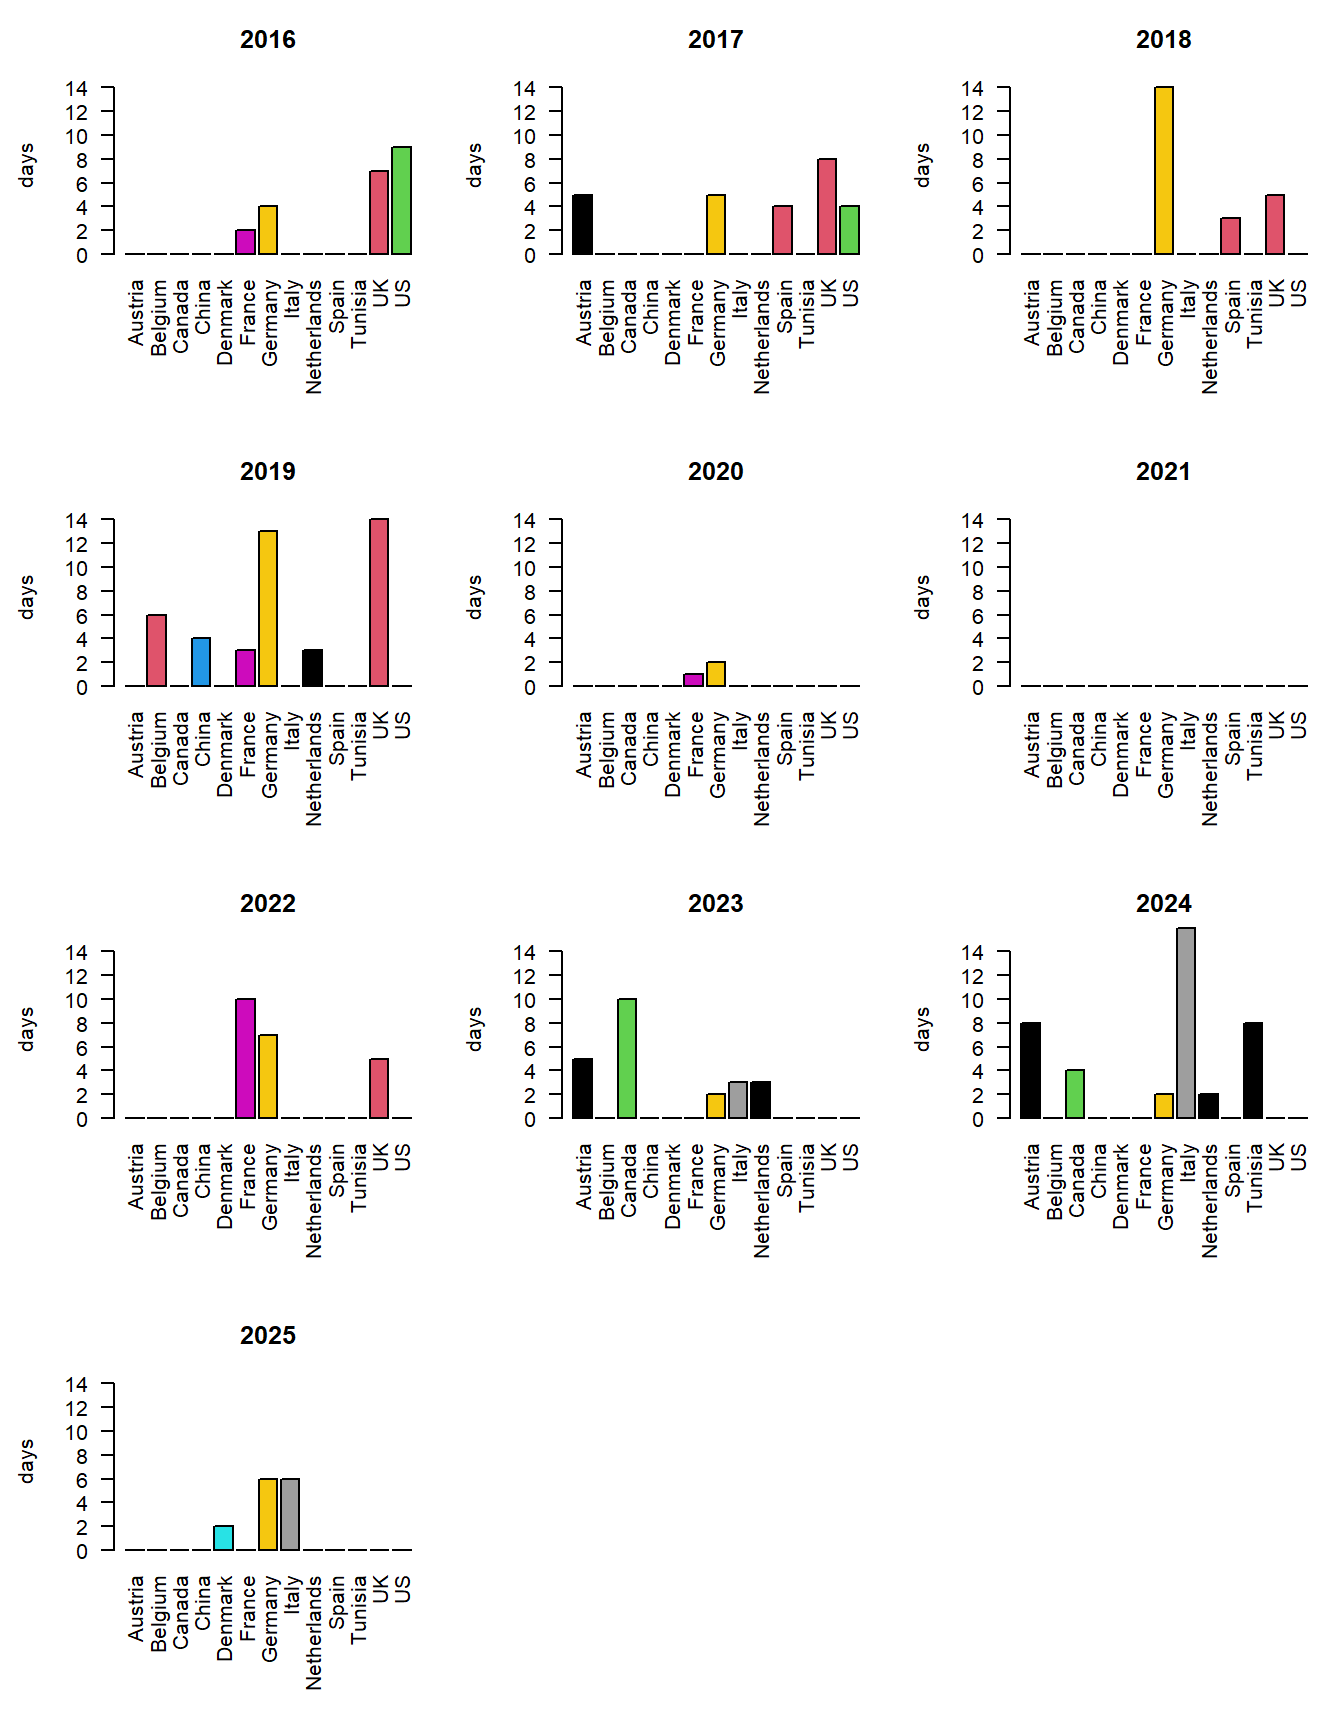 2016
days
14
12
10
8
6
4
2
0
Austria
Belgium
Canada
China
Denmark
France
Germany
Italy
Netherlands
Spain
Tunisia
UK
US
2017
days
14
12
10
8
6
4
2
0
Austria
Belgium
Canada
China
Denmark
France
Germany
Italy
Netherlands
Spain
Tunisia
UK
US
2018
days
14
12
10
8
6
4
2
0
Austria
Belgium
Canada
China
Denmark
France
Germany
Italy
Netherlands
Spain
Tunisia
UK
US
2019
days
14
12
10
8
6
4
2
0
Austria
Belgium
Canada
China
Denmark
France
Germany
Italy
Netherlands
Spain
Tunisia
UK
US
2020
days
14
12
10
8
6
4
2
0
Austria
Belgium
Canada
China
Denmark
France
Germany
Italy
Netherlands
Spain
Tunisia
UK
US
2021
days
14
12
10
8
6
4
2
0
Austria
Belgium
Canada
China
Denmark
France
Germany
Italy
Netherlands
Spain
Tunisia
UK
US
2022
days
14
12
10
8
6
4
2
0
Austria
Belgium
Canada
China
Denmark
France
Germany
Italy
Netherlands
Spain
Tunisia
UK
US
2023
days
14
12
10
8
6
4
2
0
Austria
Belgium
Canada
China
Denmark
France
Germany
Italy
Netherlands
Spain
Tunisia
UK
US
2024
days
14
12
10
8
6
4
2
0
Austria
Belgium
Canada
China
Denmark
France
Germany
Italy
Netherlands
Spain
Tunisia
UK
US
2025
days
14
12
10
8
6
4
2
0
Austria
Belgium
Canada
China
Denmark
France
Germany
Italy
Netherlands
Spain
Tunisia
UK
US